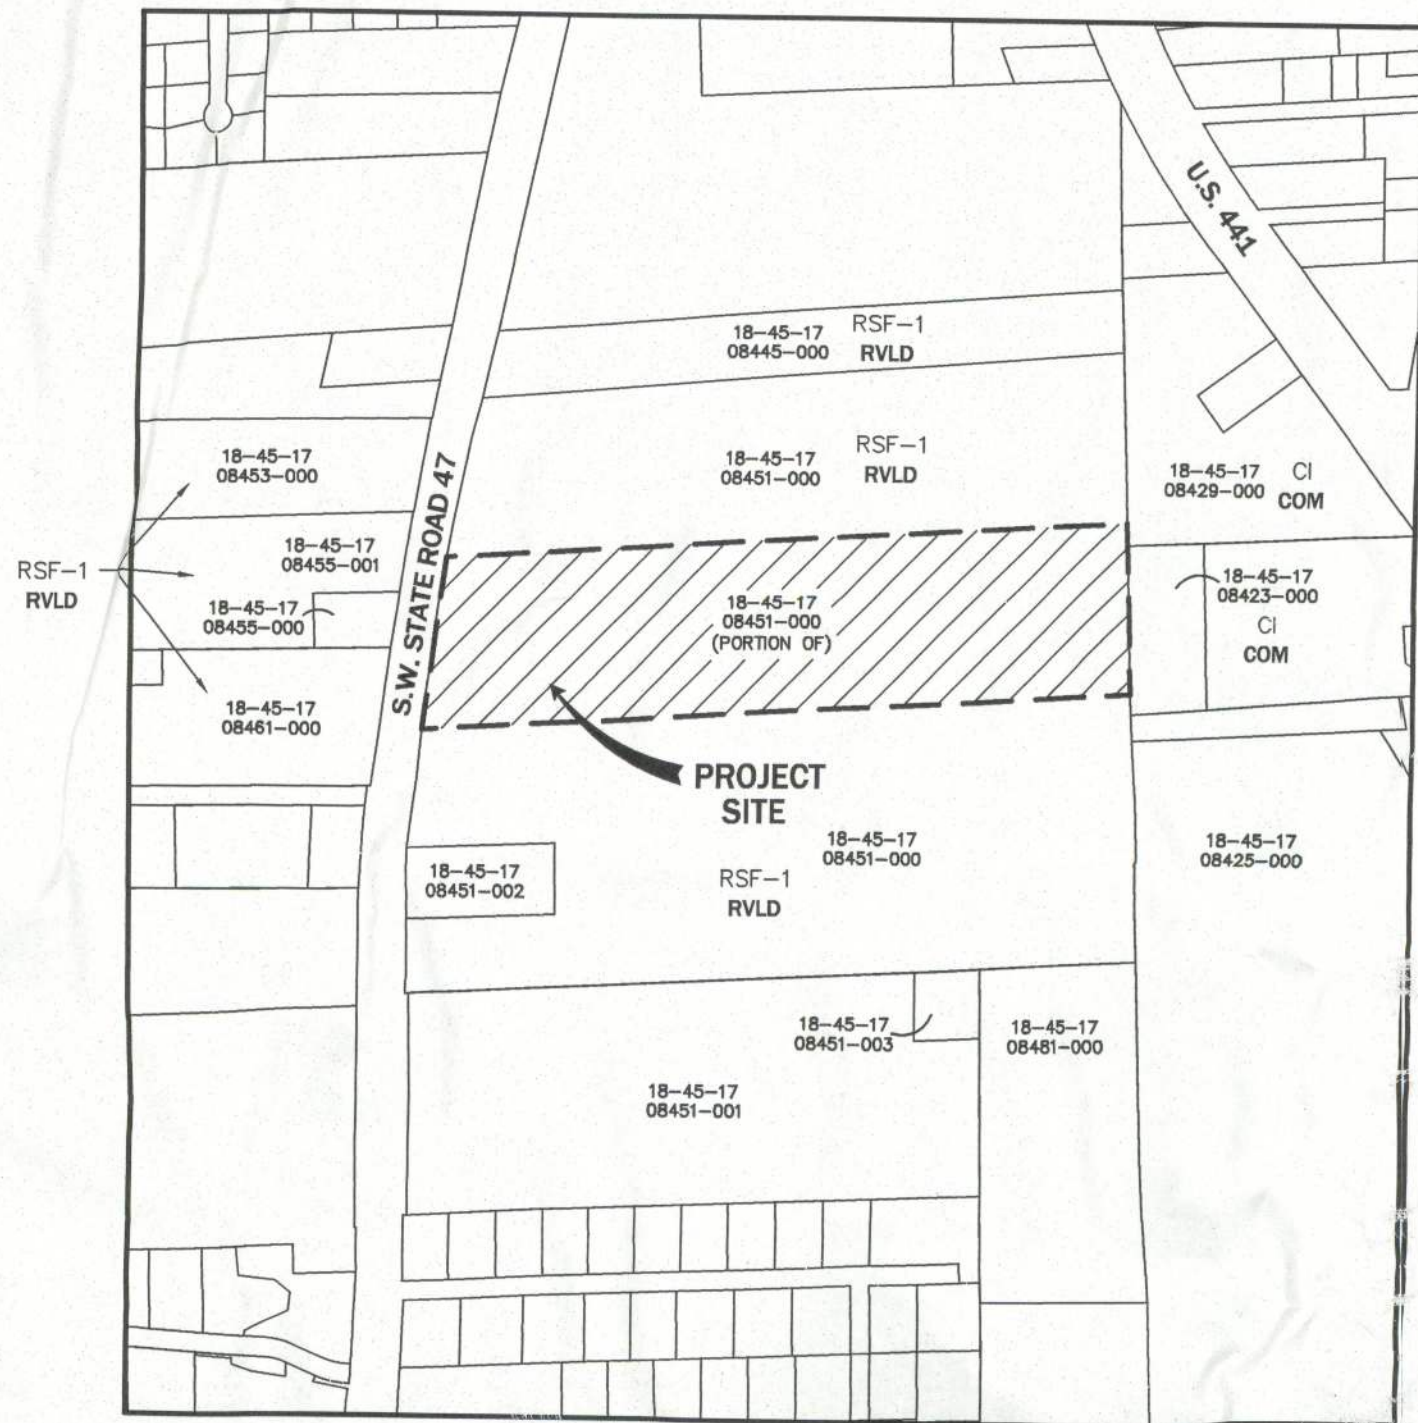 U.S. 441
18-45-17
08445-000
RSF-1
RVLD
18-45-17
08451-000
RSF-1
RVLD
18-45-17
08453-000
18-45-17
08429-000
CI
COM
S.W. STATE ROAD 47
18-45-17
08455-001
RSF-1
RVLD
18-45-17
08455-000
18-45-17
08451-000
(PORTION OF)
18-45-17
08423-000
CI
COM
18-45-17
08461-000
PROJECT
SITE
18-45-17
08451-000
18-45-17
08425-000
18-45-17
08451-002
RSF-1
RVLD
18-45-17
08451-003
18-45-17
08481-000
18-45-17
08451-001